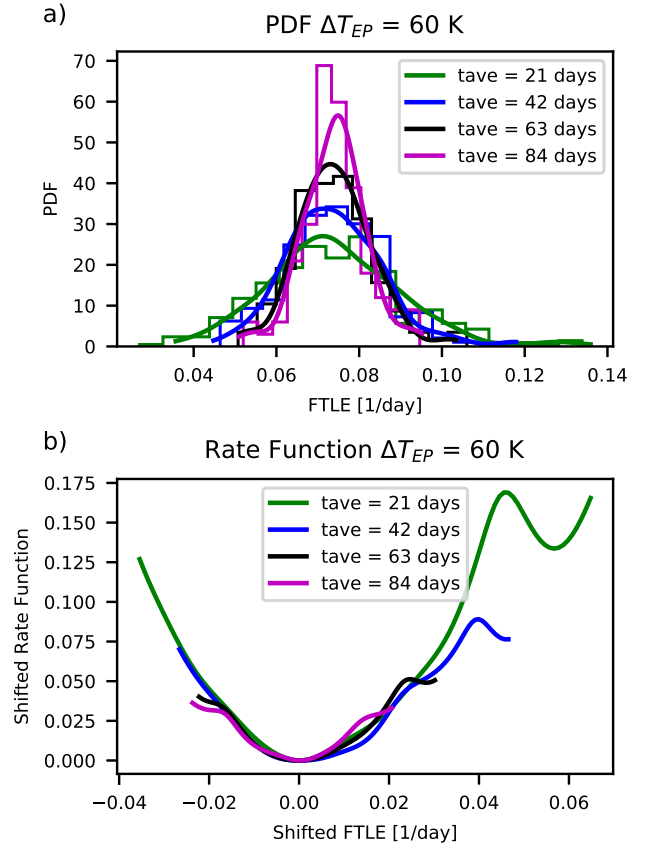 a)
PDF ΔT_EP = 60 K
70
60
50
40
30
20
10
0
PDF
tave = 21 days
tave = 42 days
tave = 63 days
tave = 84 days
0.04 0.06 0.08 0.10 0.12 0.14
FTLE [1/day]
b)
Rate Function ΔT_EP = 60 K
0.175
0.150
0.125
0.100
0.075
0.050
0.025
0.000
Shifted Rate Function
tave = 21 days
tave = 42 days
tave = 63 days
tave = 84 days
−0.04 −0.02 0.00 0.02 0.04 0.06
Shifted FTLE [1/day]